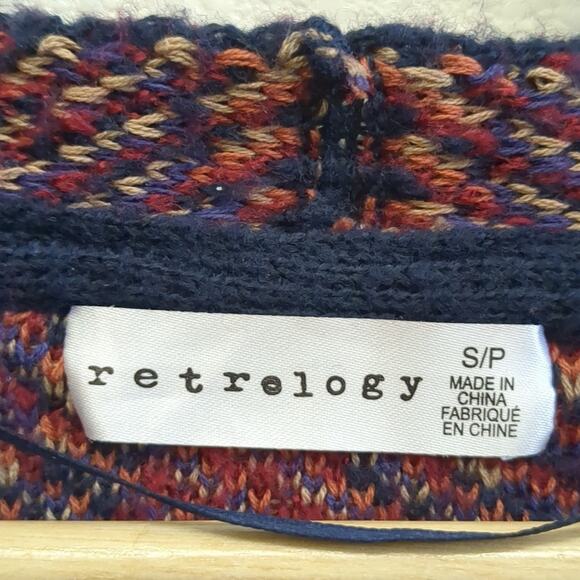 retrology
S/P
MADE IN
CHINA
FABRIQUÉ
EN CHINE